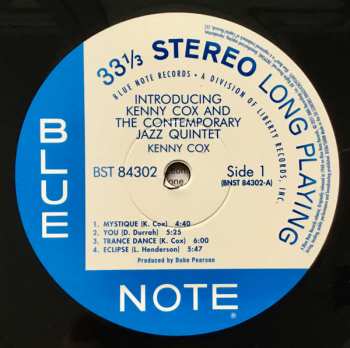 33⅓ STEREO LONG PLAYING
BLUE NOTE RECORDS • A DIVISION OF LIBERTY RECORDS, INC.
INTRODUCING
KENNY COX AND
THE CONTEMPORARY
JAZZ QUINTET
KENNY COX
BST 84302
Side 1
(BNST 84302-A)
1. MYSTIQUE (K. Cox) 4:40
2. YOU (D. Durrah) 5:25
3. TRANCE DANCE (K. Cox) 6:00
4. ECLIPSE (L. Henderson) 5:47
Produced by Duke Pearson
BLUE
NOTE®